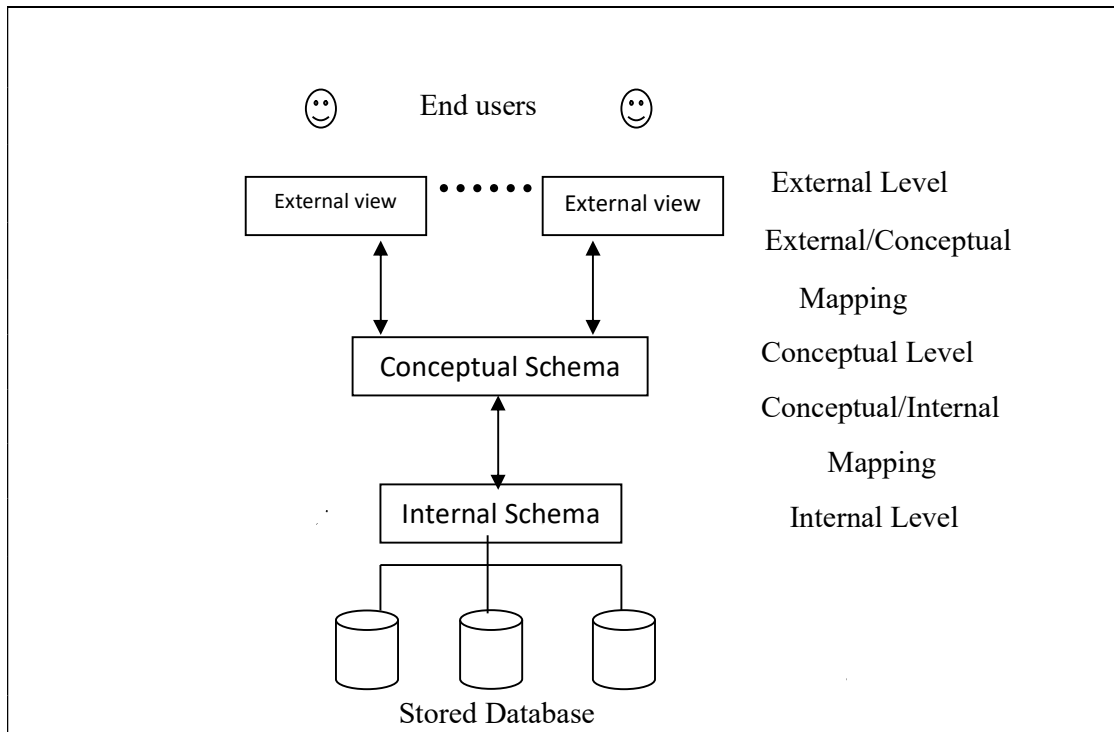 End users
External view
External view
External Level
External/Conceptual
Mapping
Conceptual Schema
Conceptual Level
Conceptual/Internal
Mapping
Internal Schema
Internal Level
Stored Database